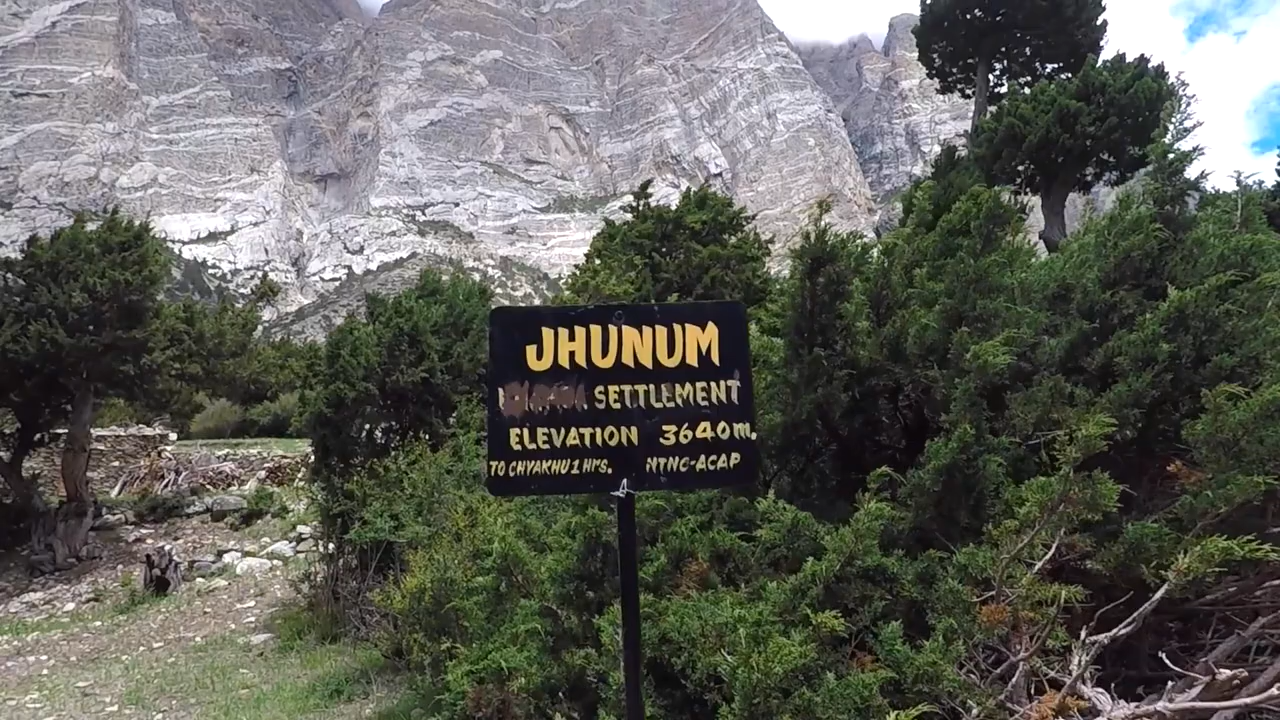 JHUNUM
SETTLEMENT
ELEVATION 3640m.
TO CHYAKHU 1 Hrs. NTNC-ACAP